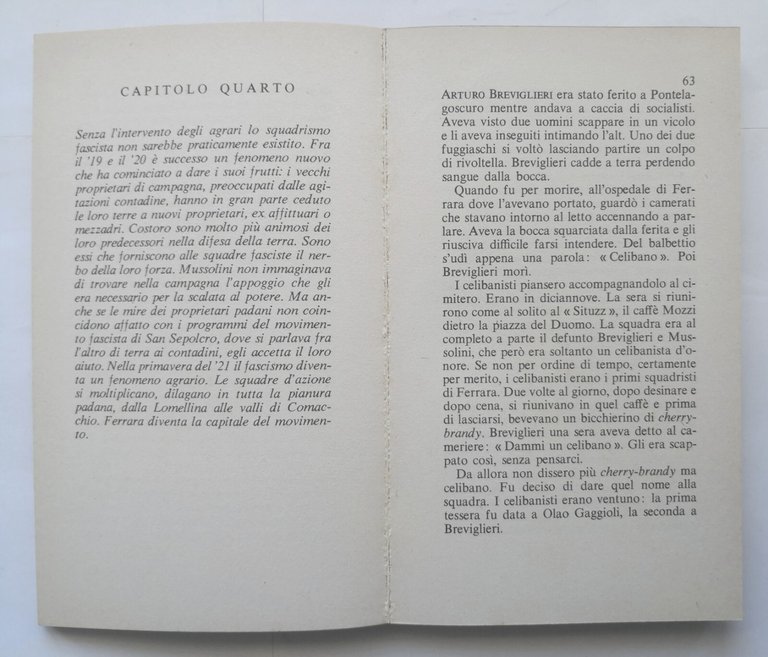 CAPITOLO QUARTO
Senza l'intervento degli agrari lo squadrismo
fascista non sarebbe praticamente esistito. Fra
il '19 e il '20 è successo un fenomeno nuovo
che ha cominciato a dare i suoi frutti: i vecchi
proprietari di campagna, preoccupati dalle agi-
tazioni contadine, hanno in gran parte ceduto
le loro terre a nuovi proprietari, ex affittuari o
mezzadri. Costoro sono molto più animosi dei
loro predecessori nella difesa della terra. Sono
essi che forniscono alle squadre fasciste il ner-
bo della loro forza. Mussolini non immaginava
di trovare nella campagna l'appoggio che gli
era necessario per la scalata al potere. Ma an-
che se le mire dei proprietari padani non coin-
cidono affatto con i programmi del movimen-
to fascista di San Sepolcro, dove si parlava fra
l'altro di terra ai contadini, egli accetta il loro
aiuto. Nella primavera del '21 il fascismo diven-
ta un fenomeno agrario. Le squadre d'azione
si moltiplicano, dilagano in tutta la pianura
padana, dalla Lomellina alle valli di Comac-
chio. Ferrara diventa la capitale del movimen-
to.
63
ARTURO BREVIGLIERI era stato ferito a Pontela-
goscuro mentre andava a caccia di socialisti.
Aveva visto due uomini scappare in un vicolo
e li aveva inseguiti intimando l'alt. Uno dei due
fuggiaschi si voltò lasciando partire un colpo
di rivoltella. Breviglieri cadde a terra perdendo
sangue dalla bocca.
Quando fu per morire, all'ospedale di Fer-
rara dove l'avevano portato, guardò i camerati
che stavano intorno al letto accennando a par-
lare. Aveva la bocca squarciata dalla ferita e gli
riusciva difficile farsi intendere. Del balbettio
s'udì appena una parola: « Celibano ». Poi
Breviglieri morì.
I celibanisti piansero accompagnandolo al ci-
mitero. Erano in diciannove. La sera si riuni-
rono come al solito al « Situzz », il caffè Mozzi
dietro la piazza del Duomo. La squadra era al
completo a parte il defunto Breviglieri e Mus-
solini, che però era soltanto un celibanista d'o-
nore. Se non per ordine di tempo, certamente
per merito, i celibanisti erano i primi squadristi
di Ferrara. Due volte al giorno, dopo desinare e
dopo cena, si riunivano in quel caffè e prima
di lasciarsi, bevevano un bicchierino di cherry-
brandy. Breviglieri una sera aveva detto al ca-
meriere: « Dammi un celibano ». Gli era scap-
pato così, senza pensarci.
Da allora non dissero più cherry-brandy ma
celibano. Fu deciso di dare quel nome alla
squadra. I celibanisti erano ventuno: la prima
tessera fu data a Olao Gaggioli, la seconda a
Breviglieri.